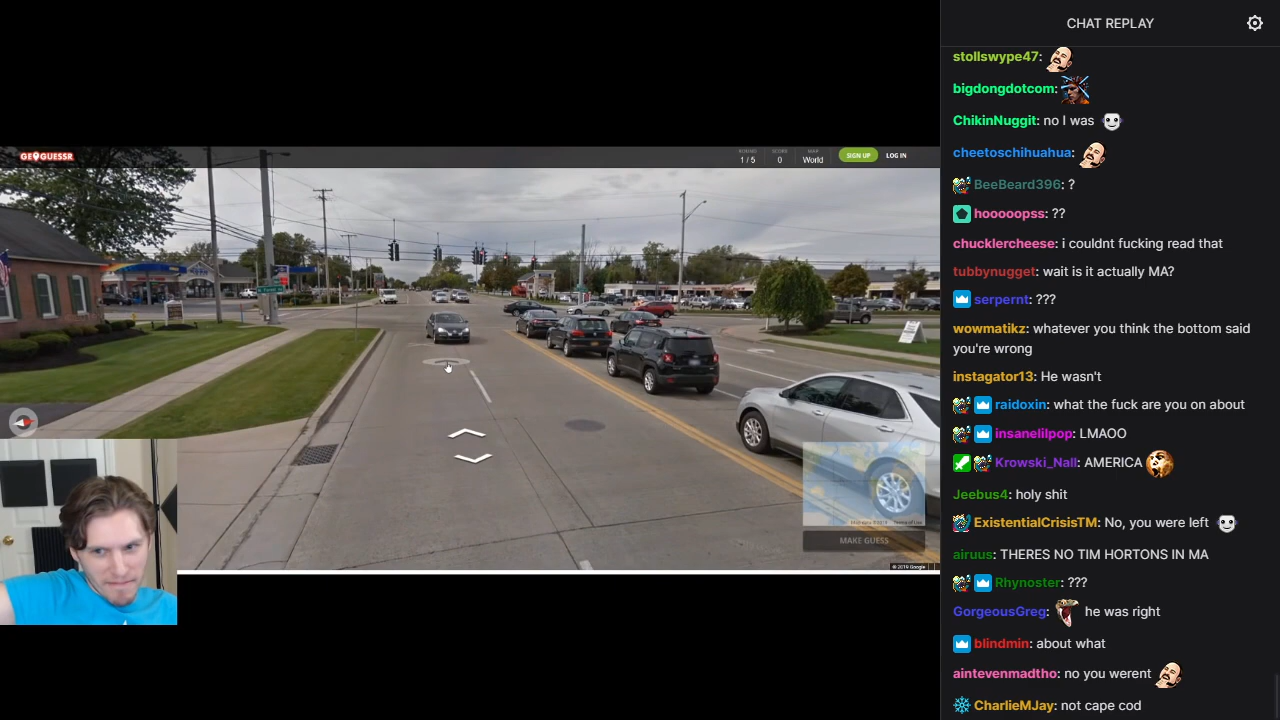 CHAT REPLAY
GEOGUESSR
ROUND
1 / 5
SCORE
0
MAP
World
SIGN UP
LOG IN
MAKE GUESS
© 2019 Google
stollswype47:
bigdongdotcom:
ChikinNuggit: no I was
cheetoschihuahua:
BeeBeard396: ?
hooooopss: ??
chucklercheese: i couldnt fucking read that
tubbynugget: wait is it actually MA?
serpernt: ???
wowmatikz: whatever you think the bottom said
you're wrong
instagator13: He wasn't
raidoxin: what the fuck are you on about
insanelilpop: LMAOO
Krowski_Nall: AMERICA
Jeebus4: holy shit
ExistentialCrisisTM: No, you were left
airuus: THERES NO TIM HORTONS IN MA
Rhynoster: ???
GorgeousGreg: he was right
blindmin: about what
aintevenmadtho: no you werent
CharlieMJay: not cape cod